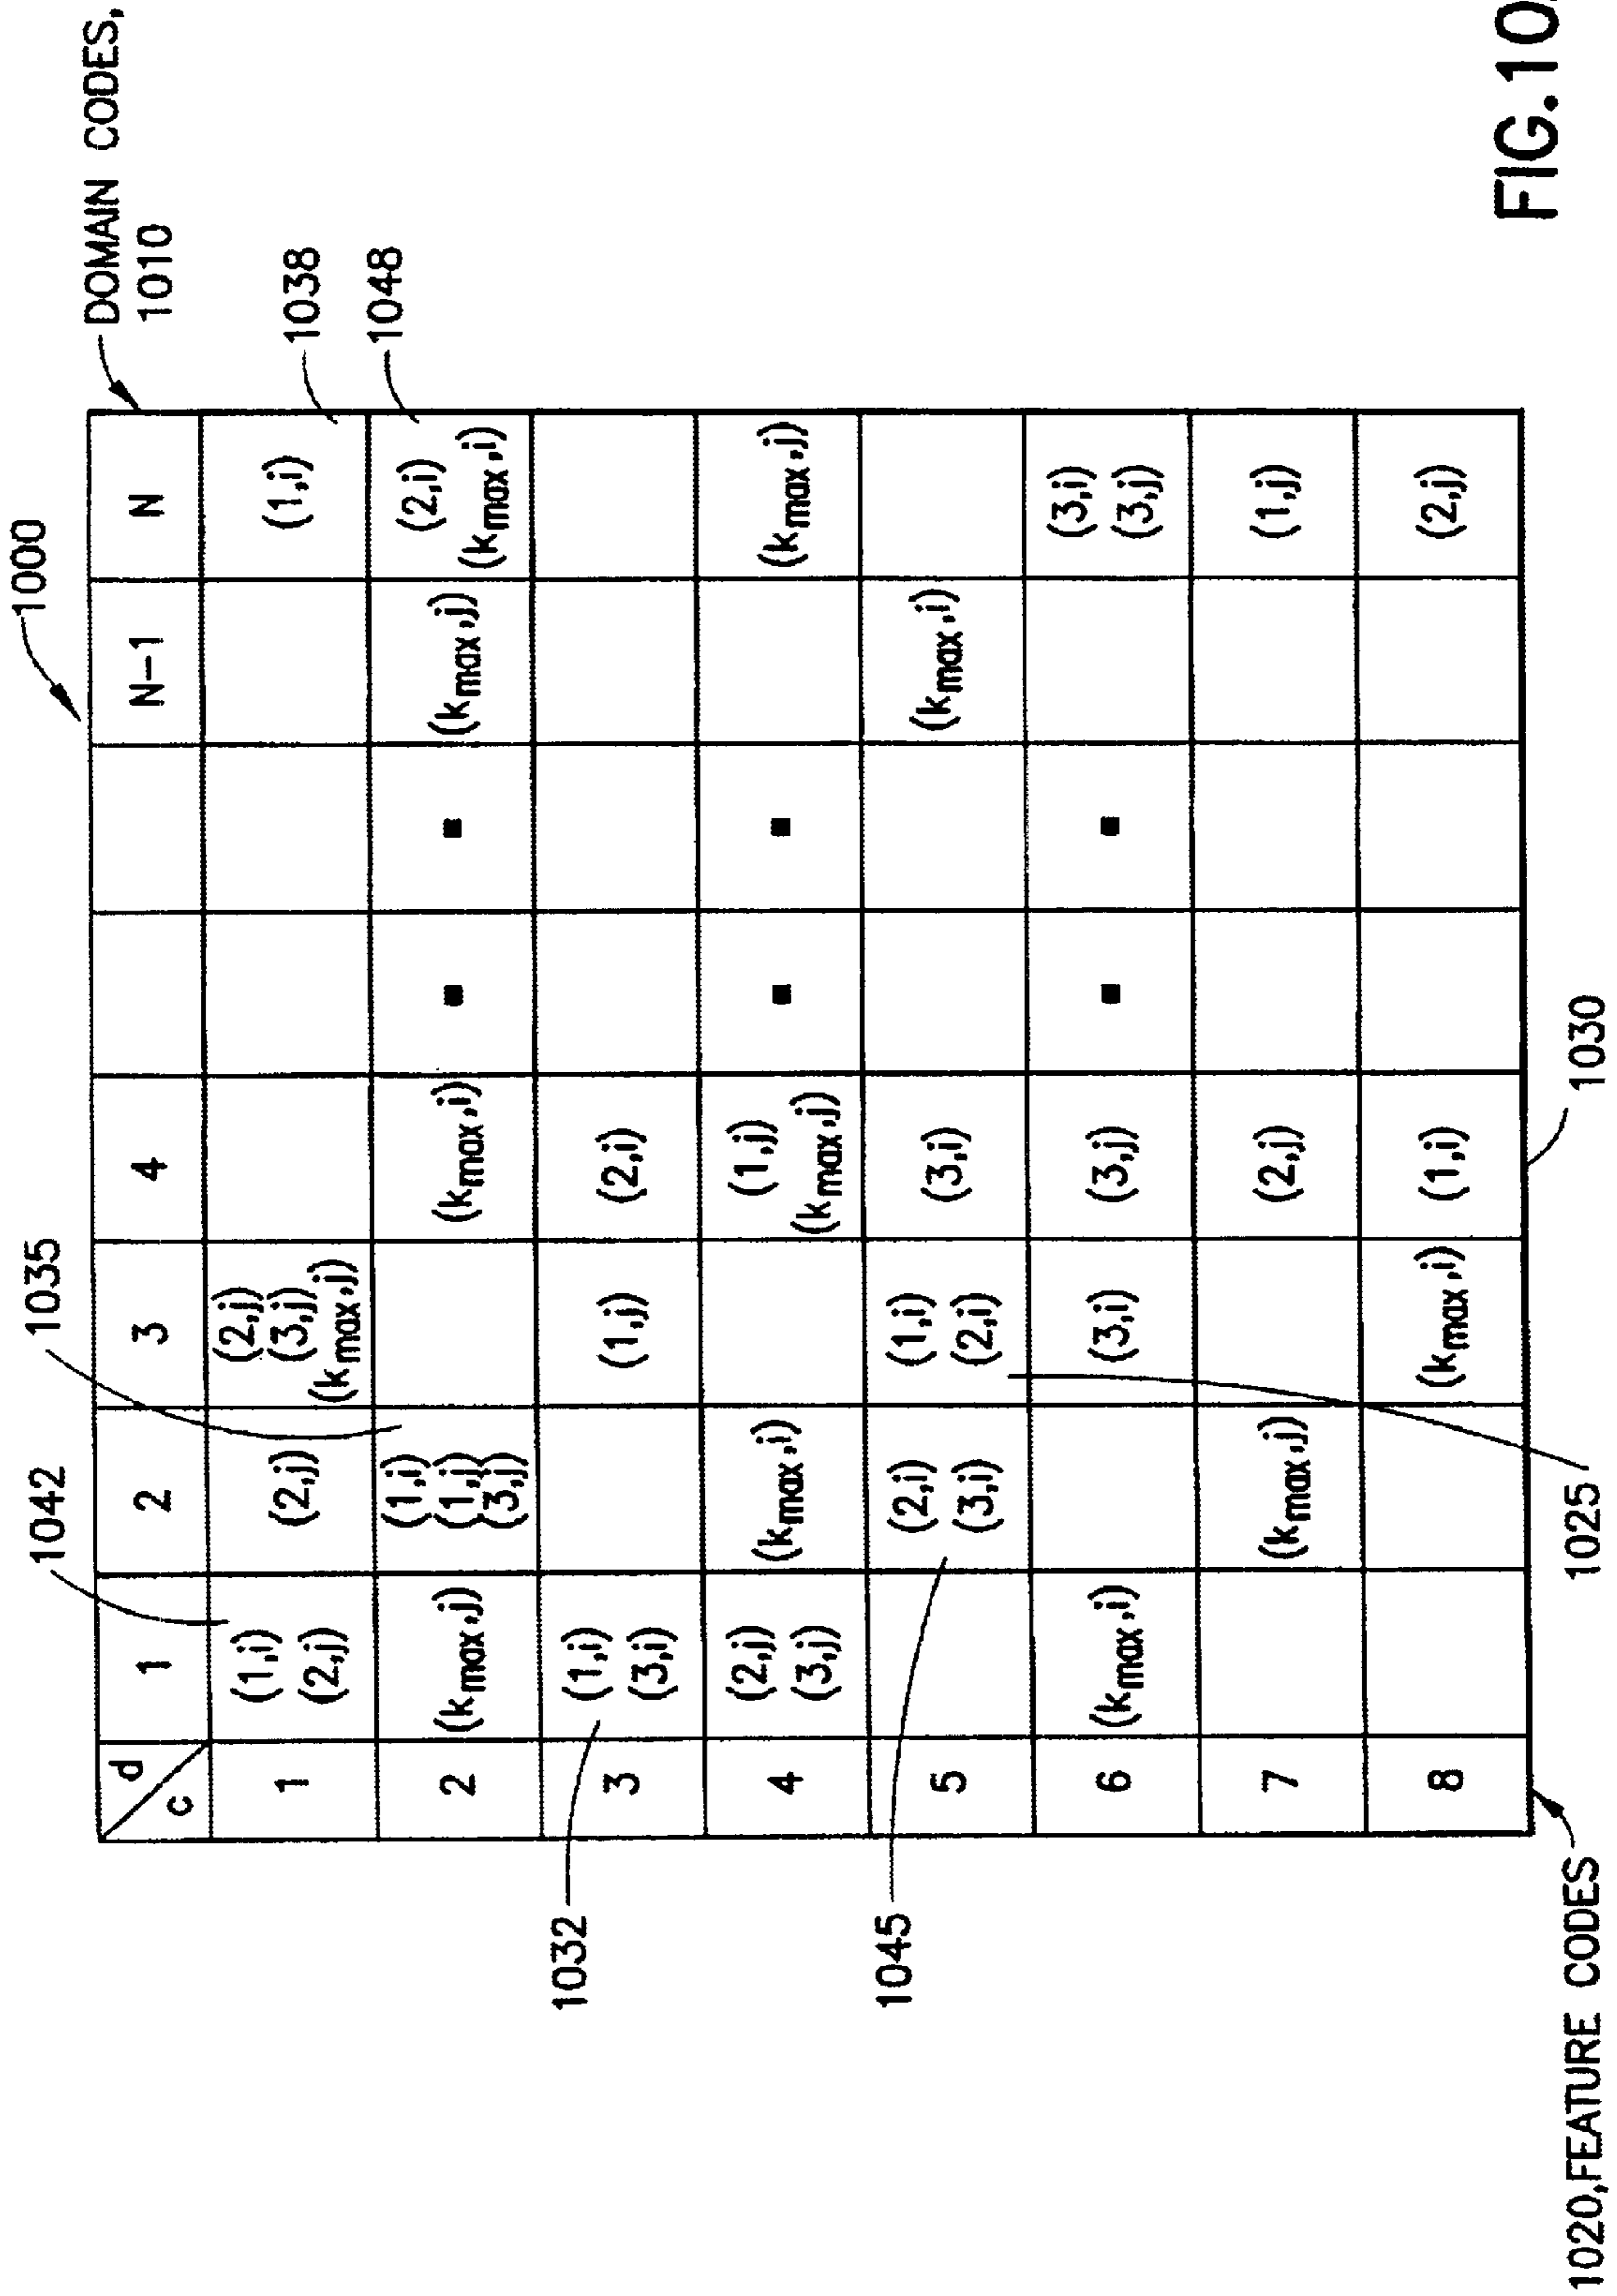 1000
DOMAIN CODES,
1010
1042
1035
1038
1048
d
c
1 2 3 4 N-1 N
1 (1,i) (2,j) (2,j) (2,j) (3,j) (kmax,j) (1,i)
2 (kmax,j) (1,i) (1,j) (3,j) (kmax,i) ▪ ▪ (kmax,j) (2,i) (kmax,i)
3 (1,i) (3,i) (1,j) (2,i)
4 (2,j) (3,j) (kmax,i) (1,j) (kmax,j) ▪ ▪ (kmax,j)
5 (2,i) (3,i) (1,i) (2,i) (3,i) (kmax,i)
6 (kmax,i) (3,i) (3,j) ▪ ▪ (3,i) (3,j)
7 (kmax,j) (2,j) (1,j)
8 (kmax,i) (1,i) (2,j)
1032
1045
1020,FEATURE CODES
1025
1030
FIG.10